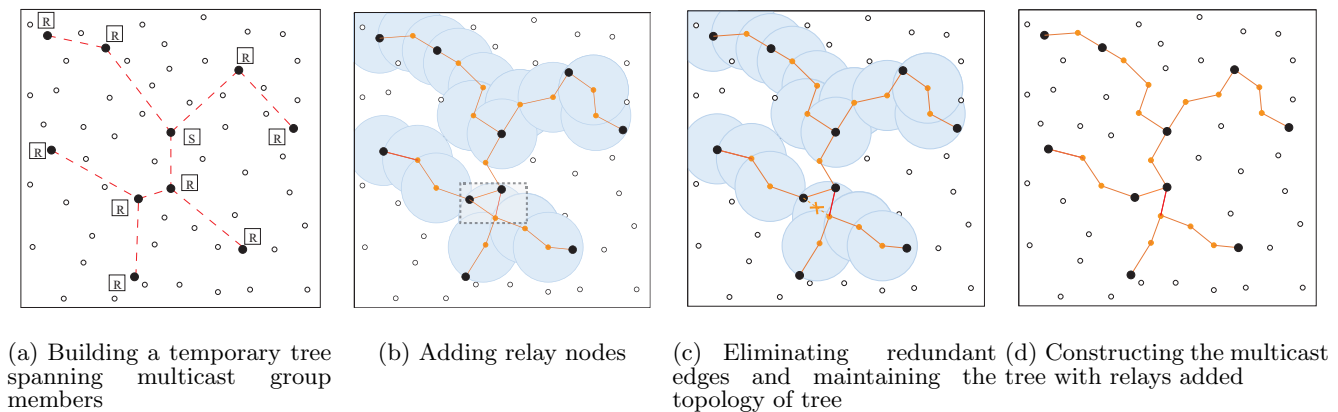 R
R
R
R
S
R
R
R
R
R
(a) Building a temporary tree
spanning multicast group
members
(b) Adding relay nodes
(c) Eliminating redundant
edges and maintaining the
topology of tree
(d) Constructing the multicast
tree with relays added